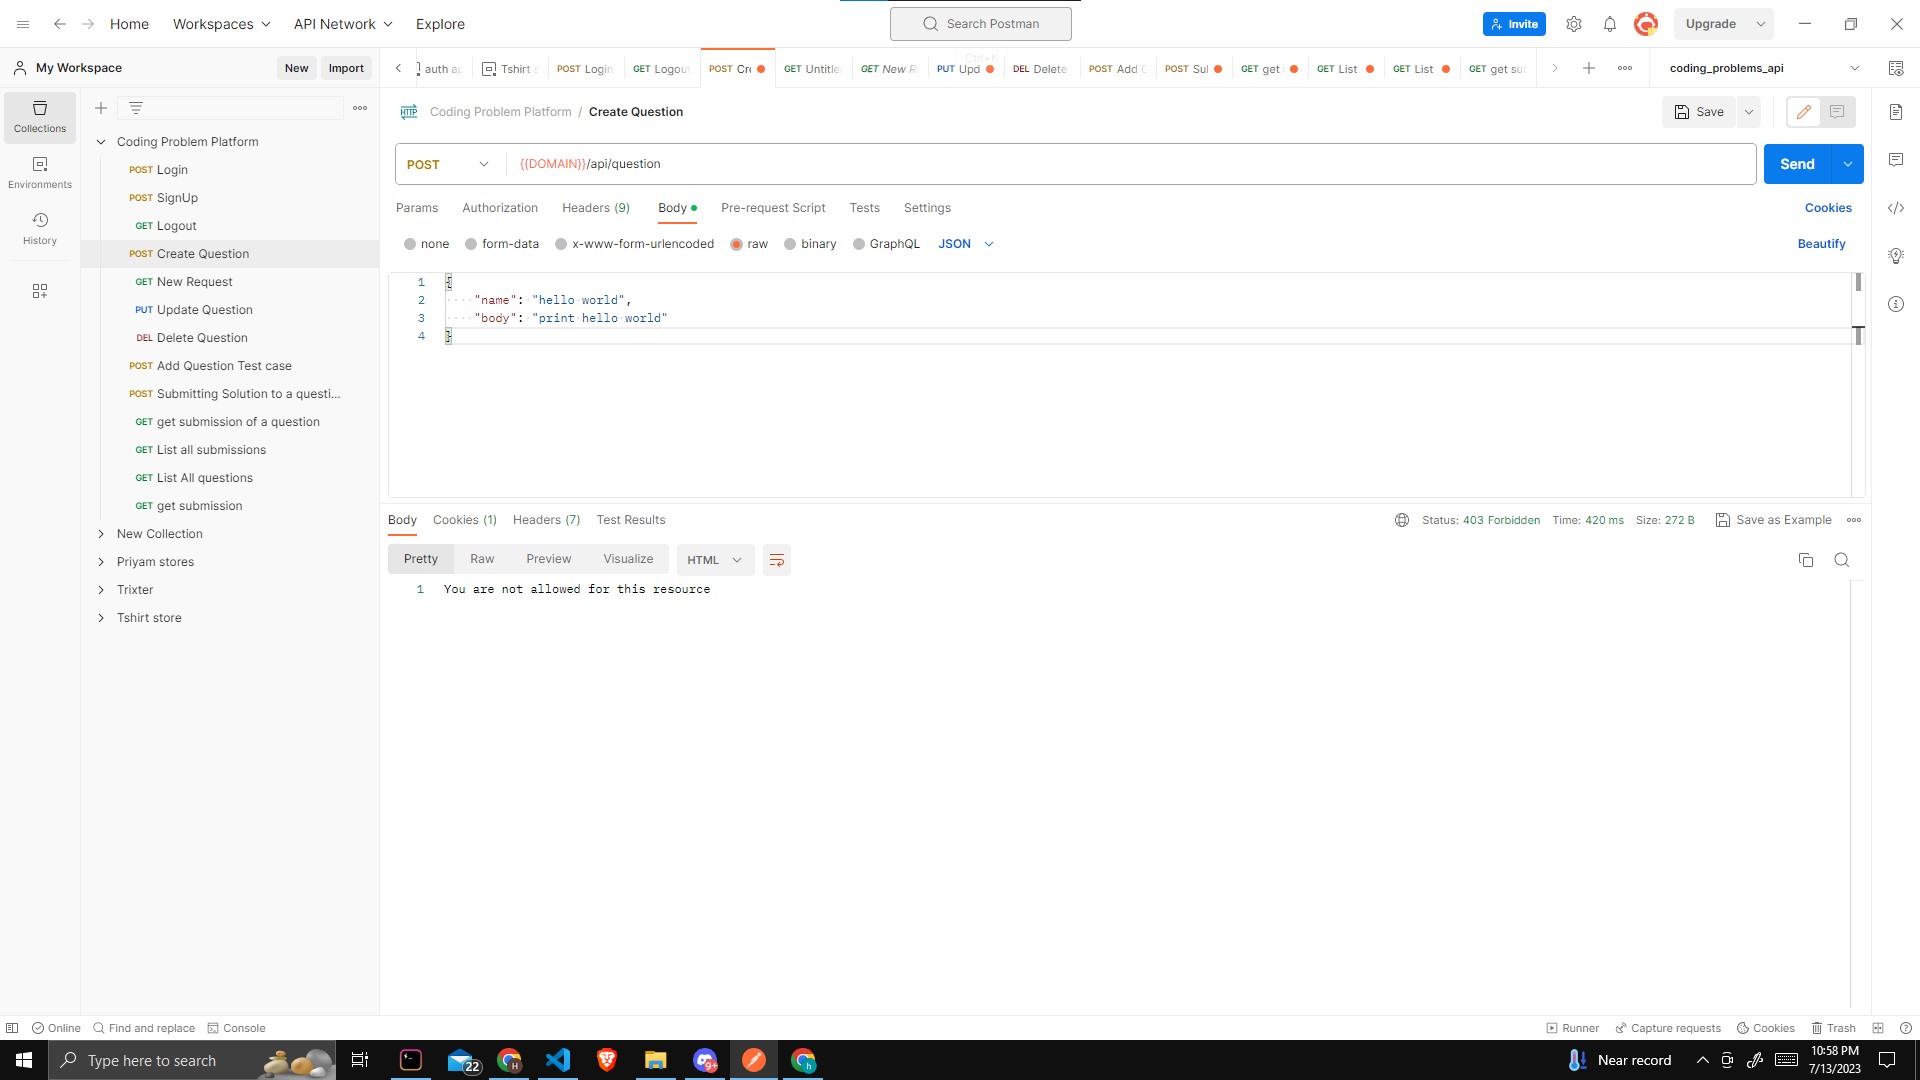 Home
Workspaces
API Network
Explore
Search Postman
Invite
Upgrade
My Workspace
New
Import
auth ap
Tshirt s
POST Login
GET Logout
POST Cr
Ctrl+K
GET Untitle
GET New R
PUT Upd
DEL Delete
POST Add
POST Sul
GET get
GET List
GET List
GET get su
coding_problems_api
Collections
Environments
History
Coding Problem Platform
POST Login
POST SignUp
GET Logout
POST Create Question
GET New Request
PUT Update Question
DEL Delete Question
POST Add Question Test case
POST Submitting Solution to a questi...
GET get submission of a question
GET List all submissions
GET List All questions
GET get submission
New Collection
Priyam stores
Trixter
Tshirt store
HTTP Coding Problem Platform / Create Question
Save
POST
{{DOMAIN}}/api/question
Send
Params
Authorization
Headers (9)
Body
Pre-request Script
Tests
Settings
Cookies
none
form-data
x-www-form-urlencoded
raw
binary
GraphQL
JSON
Beautify
1 {
2 "name": "hello world",
3 "body": "print hello world"
4 }
Body
Cookies (1)
Headers (7)
Test Results
Status: 403 Forbidden
Time: 420 ms
Size: 272 B
Save as Example
Pretty
Raw
Preview
Visualize
HTML
1 You are not allowed for this resource
Online
Find and replace
Console
Runner
Capture requests
Cookies
Trash
Type here to search
22
H
9+
h
Near record
10:58 PM
7/13/2023